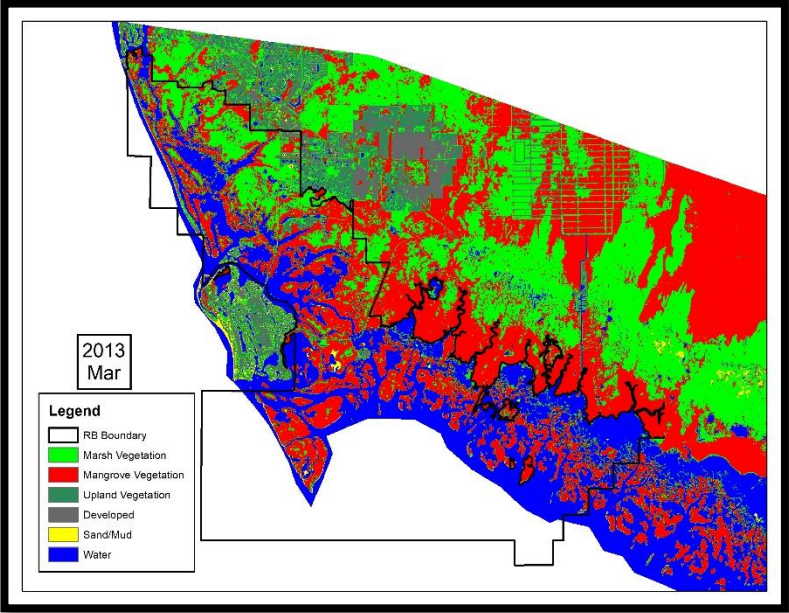 2013
Mar
Legend
RB Boundary
Marsh Vegetation
Mangrove Vegetation
Upland Vegetation
Developed
Sand/Mud
Water